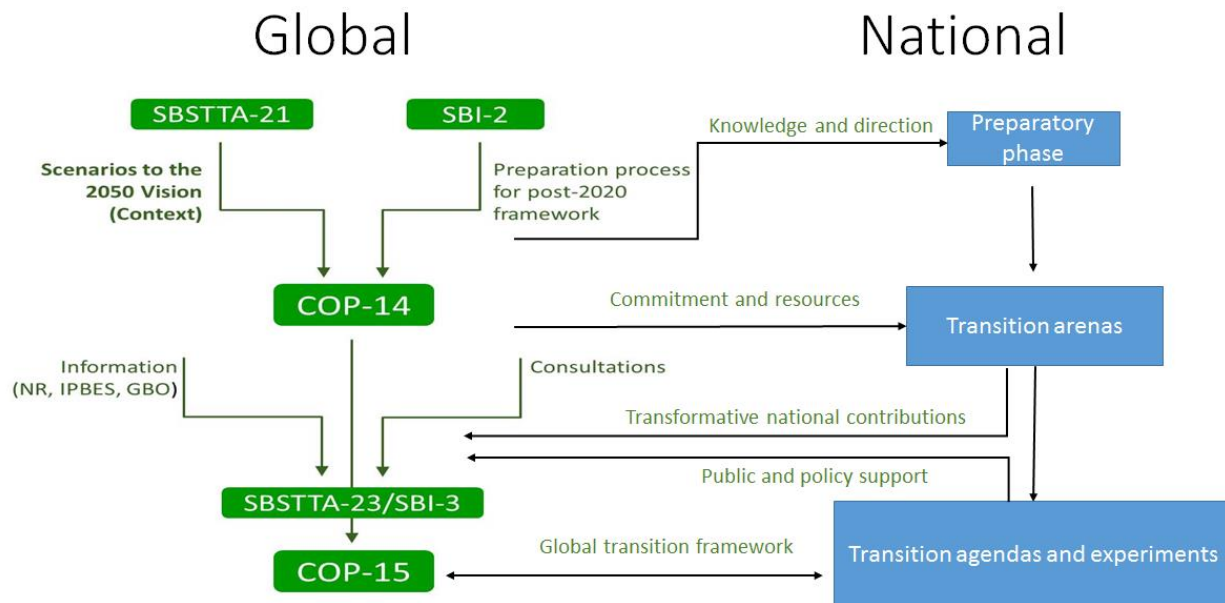 Global
National
SBSTTA-21
SBI-2
Knowledge and direction
Preparatory
phase
Scenarios to the
2050 Vision
(Context)
Preparation process
for post-2020
framework
COP-14
Commitment and resources
Transition arenas
Information
(NR, IPBES, GBO)
Consultations
Transformative national contributions
Public and policy support
SBSTTA-23/SBI-3
Global transition framework
Transition agendas and experiments
COP-15